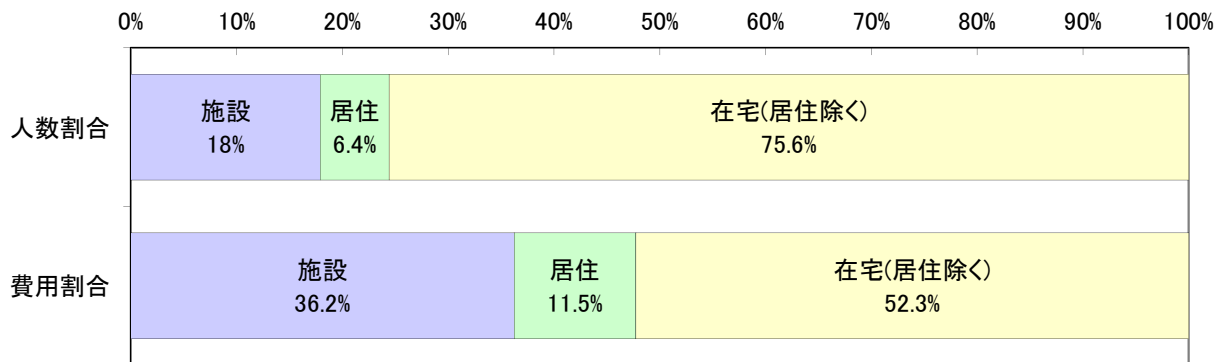 0% 10% 20% 30% 40% 50% 60% 70% 80% 90% 100%
人数割合
施設 居住 在宅(居住除く)
18% 6.4% 75.6%
費用割合
施設 居住 在宅(居住除く)
36.2% 11.5% 52.3%